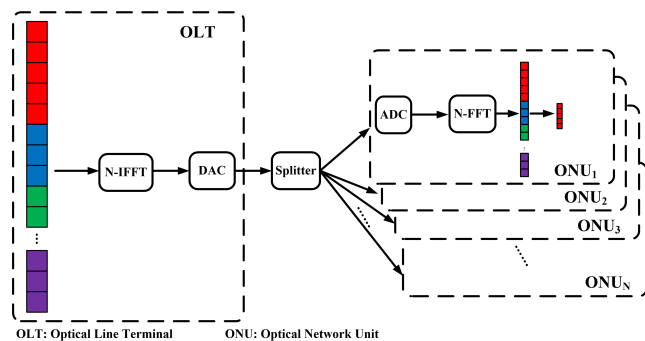 OLT
N-IFFT
DAC
Splitter
ADC
N-FFT
ONU1
ONU2
ONU3
ONUN
OLT: Optical Line Terminal
ONU: Optical Network Unit